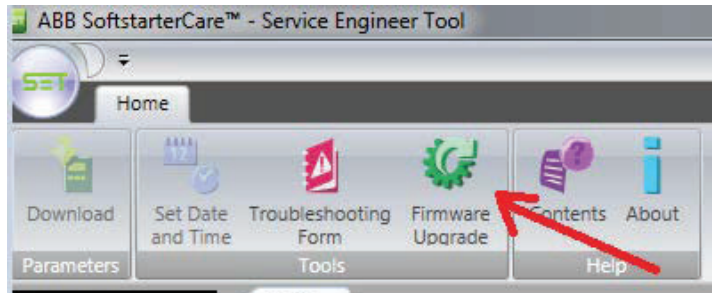 ABB SoftstarterCare™ - Service Engineer Tool
SET
Home
Download
Set Date and Time
Troubleshooting Form
Firmware Upgrade
Contents
About
Parameters
Tools
Help